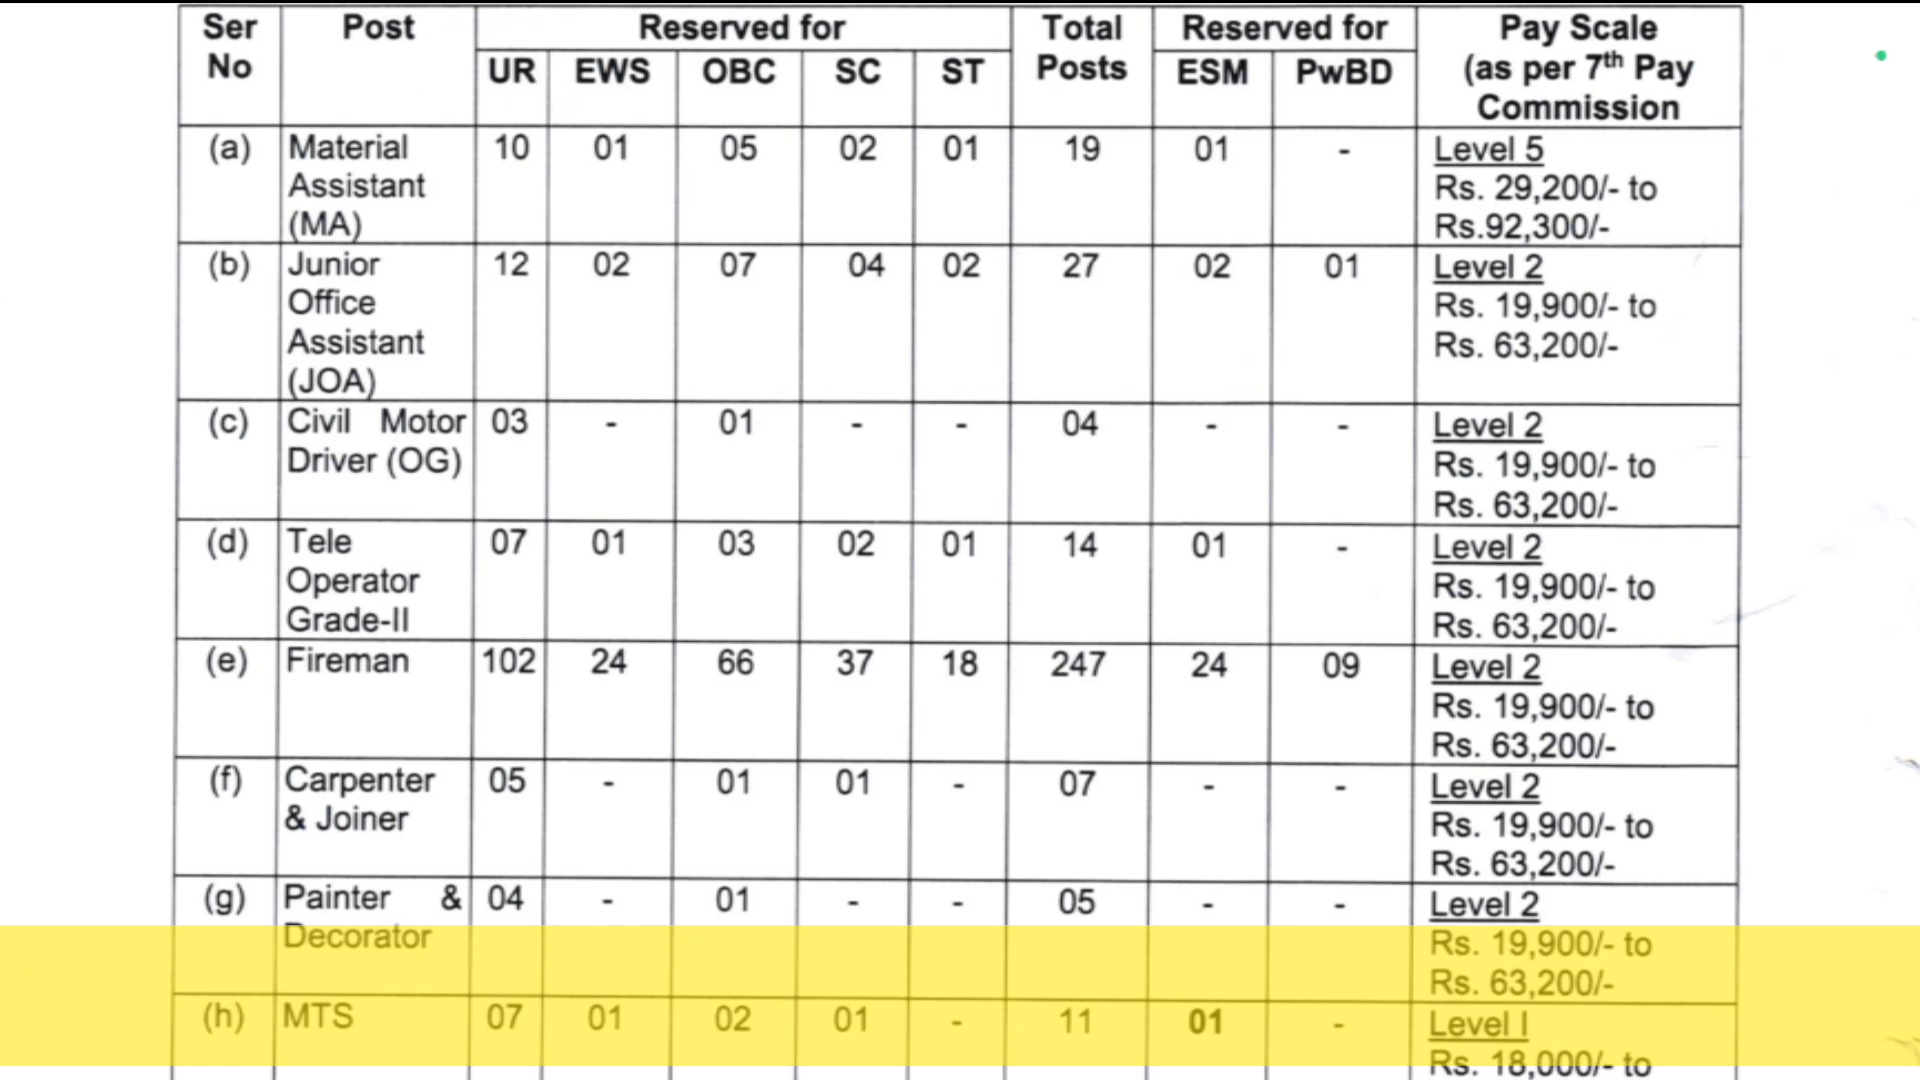 Ser No | Post | Reserved for | Total Posts | Reserved for | Pay Scale (as per 7th Pay Commission
UR | EWS | OBC | SC | ST | ESM | PwBD
(a) | Material Assistant (MA) | 10 | 01 | 05 | 02 | 01 | 19 | 01 | - | Level 5 Rs. 29,200/- to Rs.92,300/-
(b) | Junior Office Assistant (JOA) | 12 | 02 | 07 | 04 | 02 | 27 | 02 | 01 | Level 2 Rs. 19,900/- to Rs. 63,200/-
(c) | Civil Motor Driver (OG) | 03 | - | 01 | - | - | 04 | - | - | Level 2 Rs. 19,900/- to Rs. 63,200/-
(d) | Tele Operator Grade-II | 07 | 01 | 03 | 02 | 01 | 14 | 01 | - | Level 2 Rs. 19,900/- to Rs. 63,200/-
(e) | Fireman | 102 | 24 | 66 | 37 | 18 | 247 | 24 | 09 | Level 2 Rs. 19,900/- to Rs. 63,200/-
(f) | Carpenter & Joiner | 05 | - | 01 | 01 | - | 07 | - | - | Level 2 Rs. 19,900/- to Rs. 63,200/-
(g) | Painter & Decorator | 04 | - | 01 | - | - | 05 | - | - | Level 2 Rs. 19,900/- to Rs. 63,200/-
(h) | MTS | 07 | 01 | 02 | 01 | - | 11 | 01 | - | Level I Rs. 18,000/- to